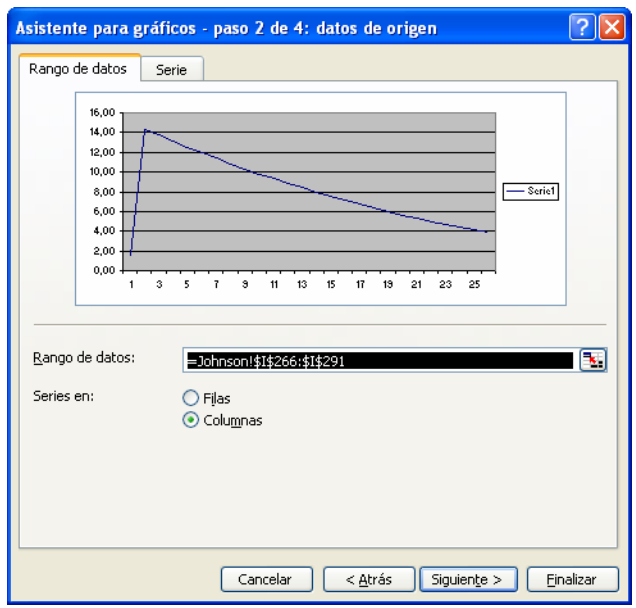 Asistente para gráficos - paso 2 de 4: datos de origen
Rango de datos Serie
16,00
14,00
12,00
10,00
8,00
6,00
4,00
2,00
0,00
1 3 5 7 9 11 13 15 17 19 21 23 25
Serie1
Rango de datos: =Johnson!$I$266:$I$291
Series en: Filas
Columnas
Cancelar < Atrás Siguiente > Finalizar